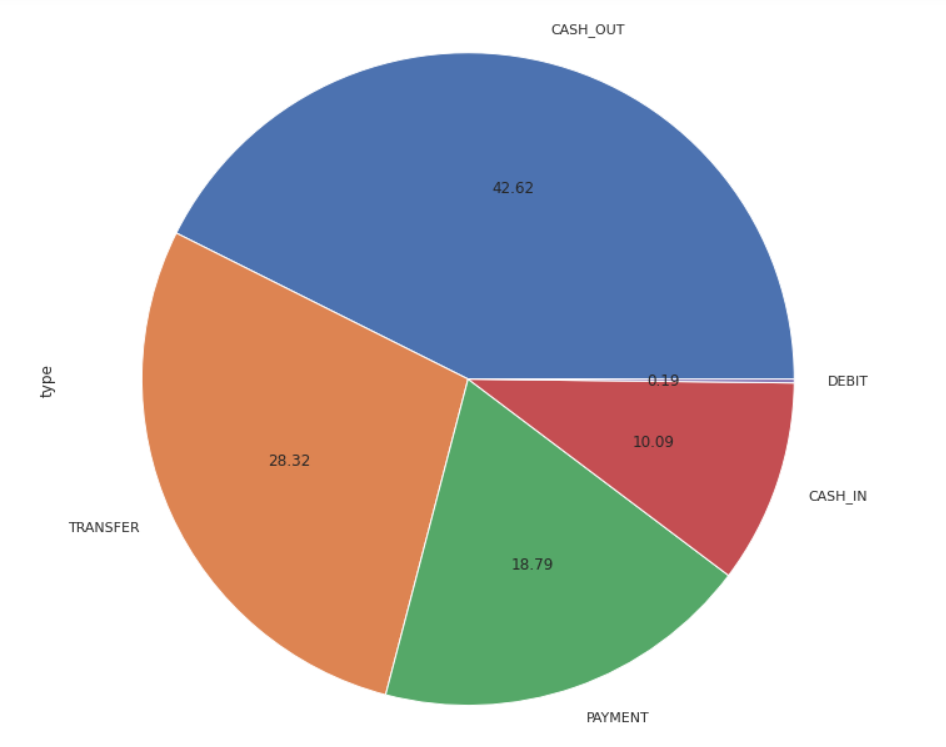 CASH_OUT
42.62
type
0.19
DEBIT
10.09
28.32
CASH_IN
TRANSFER
18.79
PAYMENT